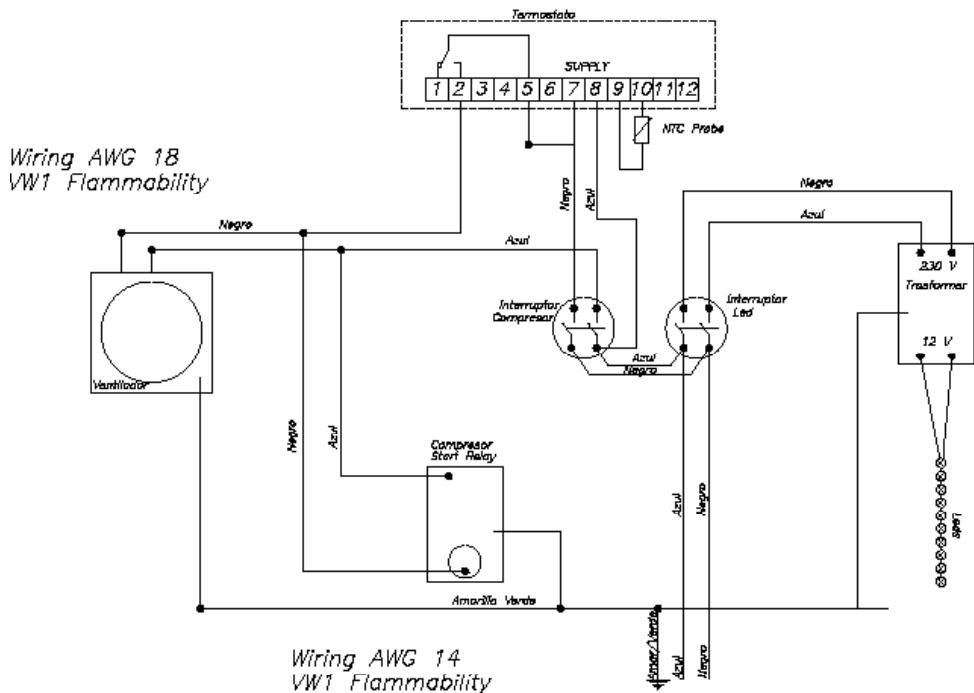 Termostato
SUPPLY
1 2 3 4 5 6 7 8 9 10 11 12
NTC Probe
Wiring AWG 18
VW1 Flammability
Negro
Azul
Negro
Azul
Negro
Azul
Interruptor
Compresor
Interruptor
Led
230 V
Trasformer
12 V
Azul
Negro
Ventilador
Negro
Azul
Compresor
Start Relay
Azul
Negro
Leds
Amarillo Verde
Amar/Verde
Azul
Negro
Wiring AWG 14
VW1 Flammability